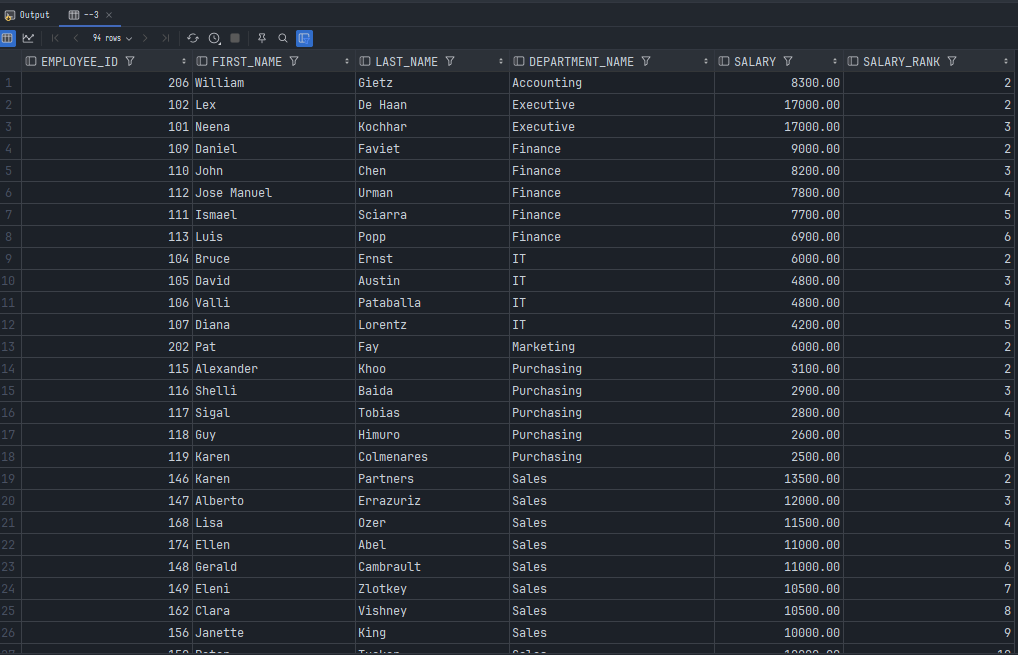 Output --3
94 rows
EMPLOYEE_ID FIRST_NAME LAST_NAME DEPARTMENT_NAME SALARY SALARY_RANK
1 206 William Gietz Accounting 8300.00 2
2 102 Lex De Haan Executive 17000.00 2
3 101 Neena Kochhar Executive 17000.00 3
4 109 Daniel Faviet Finance 9000.00 2
5 110 John Chen Finance 8200.00 3
6 112 Jose Manuel Urman Finance 7800.00 4
7 111 Ismael Sciarra Finance 7700.00 5
8 113 Luis Popp Finance 6900.00 6
9 104 Bruce Ernst IT 6000.00 2
10 105 David Austin IT 4800.00 3
11 106 Valli Pataballa IT 4800.00 4
12 107 Diana Lorentz IT 4200.00 5
13 202 Pat Fay Marketing 6000.00 2
14 115 Alexander Khoo Purchasing 3100.00 2
15 116 Shelli Baida Purchasing 2900.00 3
16 117 Sigal Tobias Purchasing 2800.00 4
17 118 Guy Himuro Purchasing 2600.00 5
18 119 Karen Colmenares Purchasing 2500.00 6
19 146 Karen Partners Sales 13500.00 2
20 147 Alberto Errazuriz Sales 12000.00 3
21 168 Lisa Ozer Sales 11500.00 4
22 174 Ellen Abel Sales 11000.00 5
23 148 Gerald Cambrault Sales 11000.00 6
24 149 Eleni Zlotkey Sales 10500.00 7
25 162 Clara Vishney Sales 10500.00 8
26 156 Janette King Sales 10000.00 9